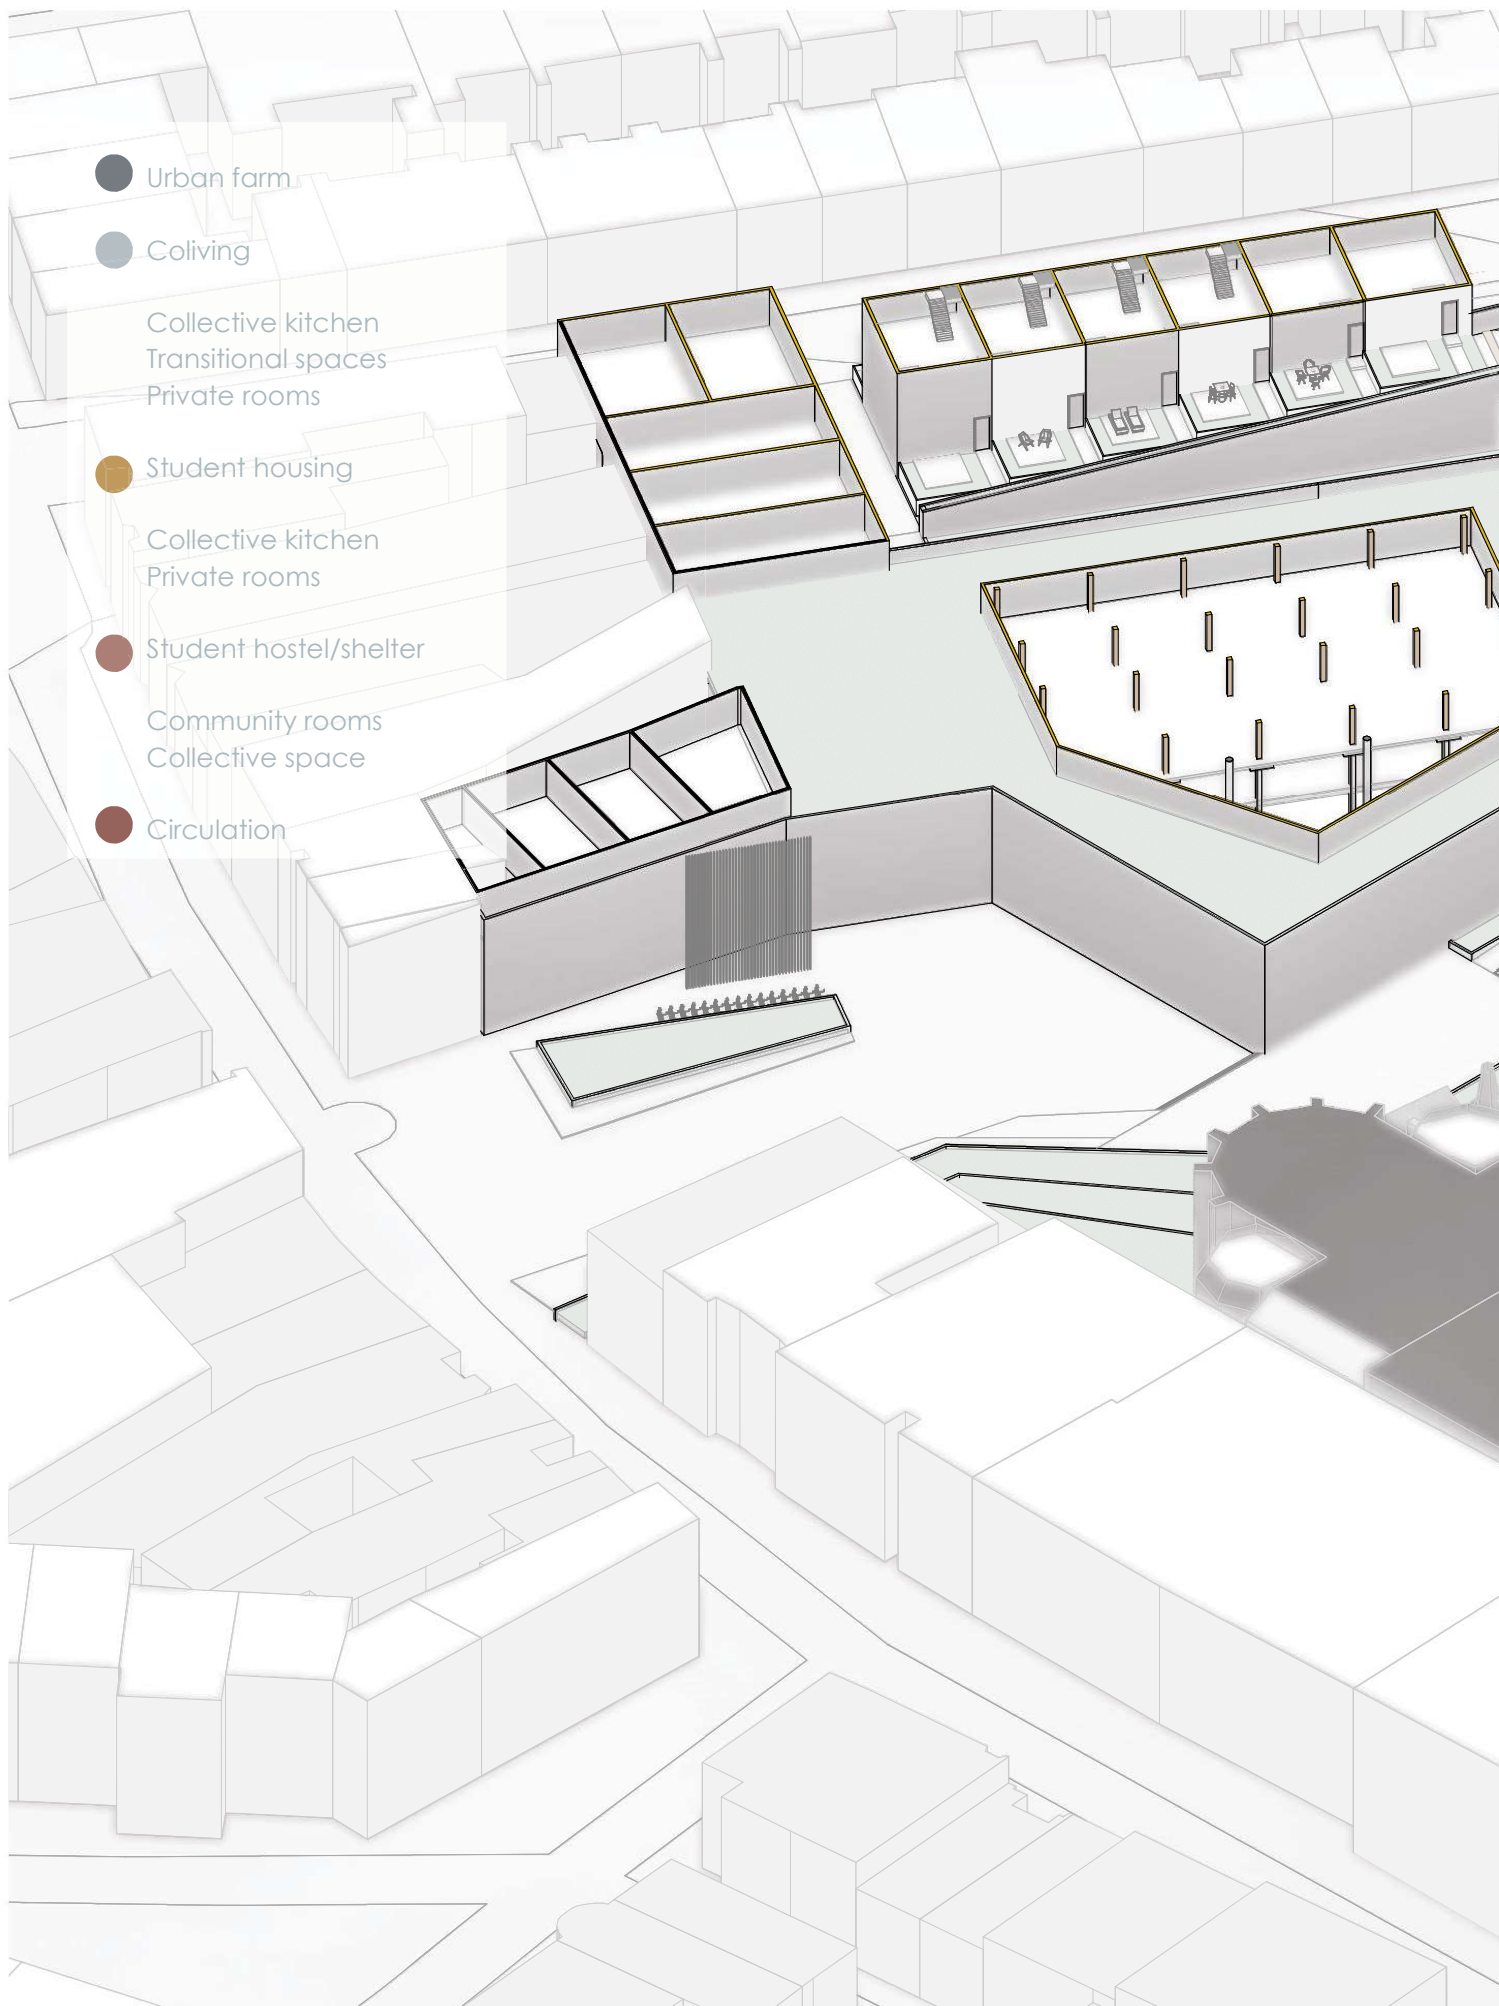 Urban farm
Coliving
Collective kitchen
Transitional spaces
Private rooms
Student housing
Collective kitchen
Private rooms
Student hostel/shelter
Community rooms
Collective space
Circulation